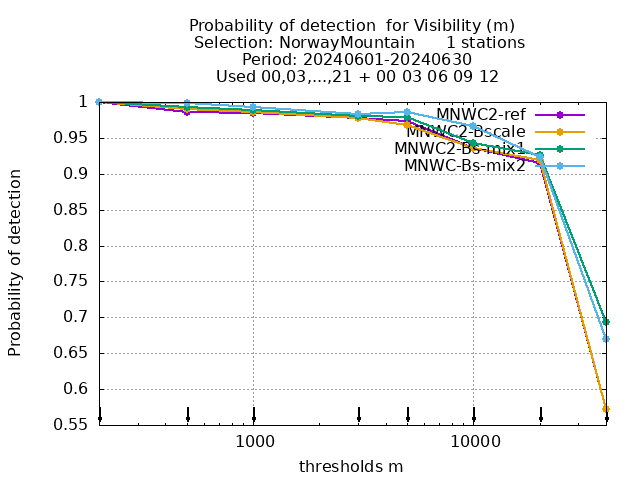 Probability of detection  for Visibility (m)
Selection: NorwayMountain      1 stations
Period: 20240601-20240630
Used 00,03,...,21 + 00 03 06 09 12
MNWC2-ref
MNWC2-Bscale
MNWC2-Bs-mix1
MNWC-Bs-mix2
Probability of detection
1
0.95
0.9
0.85
0.8
0.75
0.7
0.65
0.6
0.55
1000 10000
thresholds m